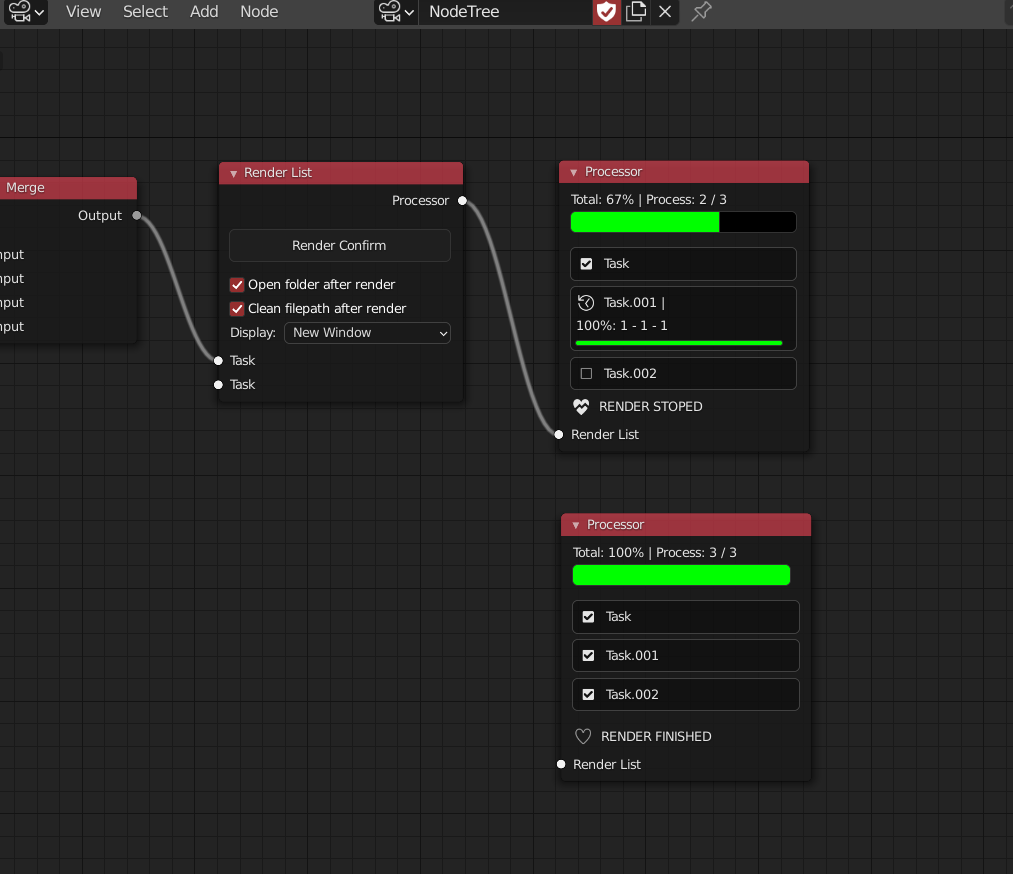 View Select Add Node NodeTree
Merge
Output
nput
nput
nput
nput
Render List
Processor
Render Confirm
Open folder after render
Clean filepath after render
Display: New Window
Task
Task
Processor
Total: 67% | Process: 2 / 3
Task
Task.001 |
100%: 1 - 1 - 1
Task.002
RENDER STOPED
Render List
Processor
Total: 100% | Process: 3 / 3
Task
Task.001
Task.002
RENDER FINISHED
Render List